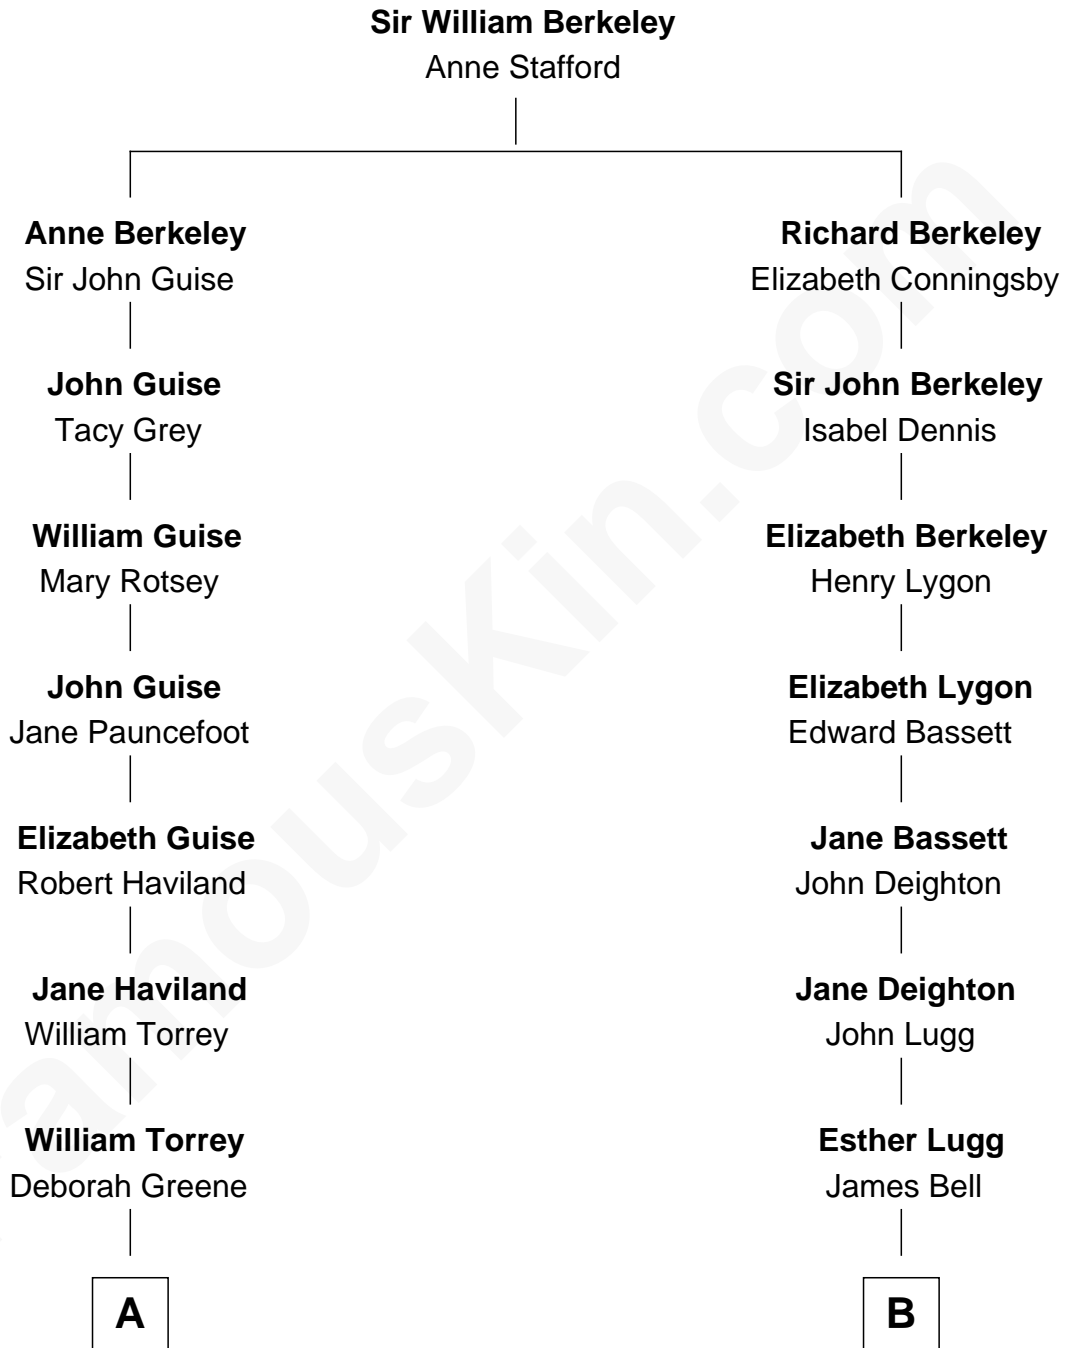 Sir William Berkeley
Anne Stafford
Anne Berkeley
Sir John Guise
Richard Berkeley
Elizabeth Conningsby
John Guise
Tacy Grey
Sir John Berkeley
Isabel Dennis
William Guise
Mary Rotsey
Elizabeth Berkeley
Henry Lygon
John Guise
Jane Pauncefoot
Elizabeth Lygon
Edward Bassett
Elizabeth Guise
Robert Haviland
Jane Bassett
John Deighton
Jane Haviland
William Torrey
Jane Deighton
John Lugg
William Torrey
Deborah Greene
Esther Lugg
James Bell
A
B
amouskin.com